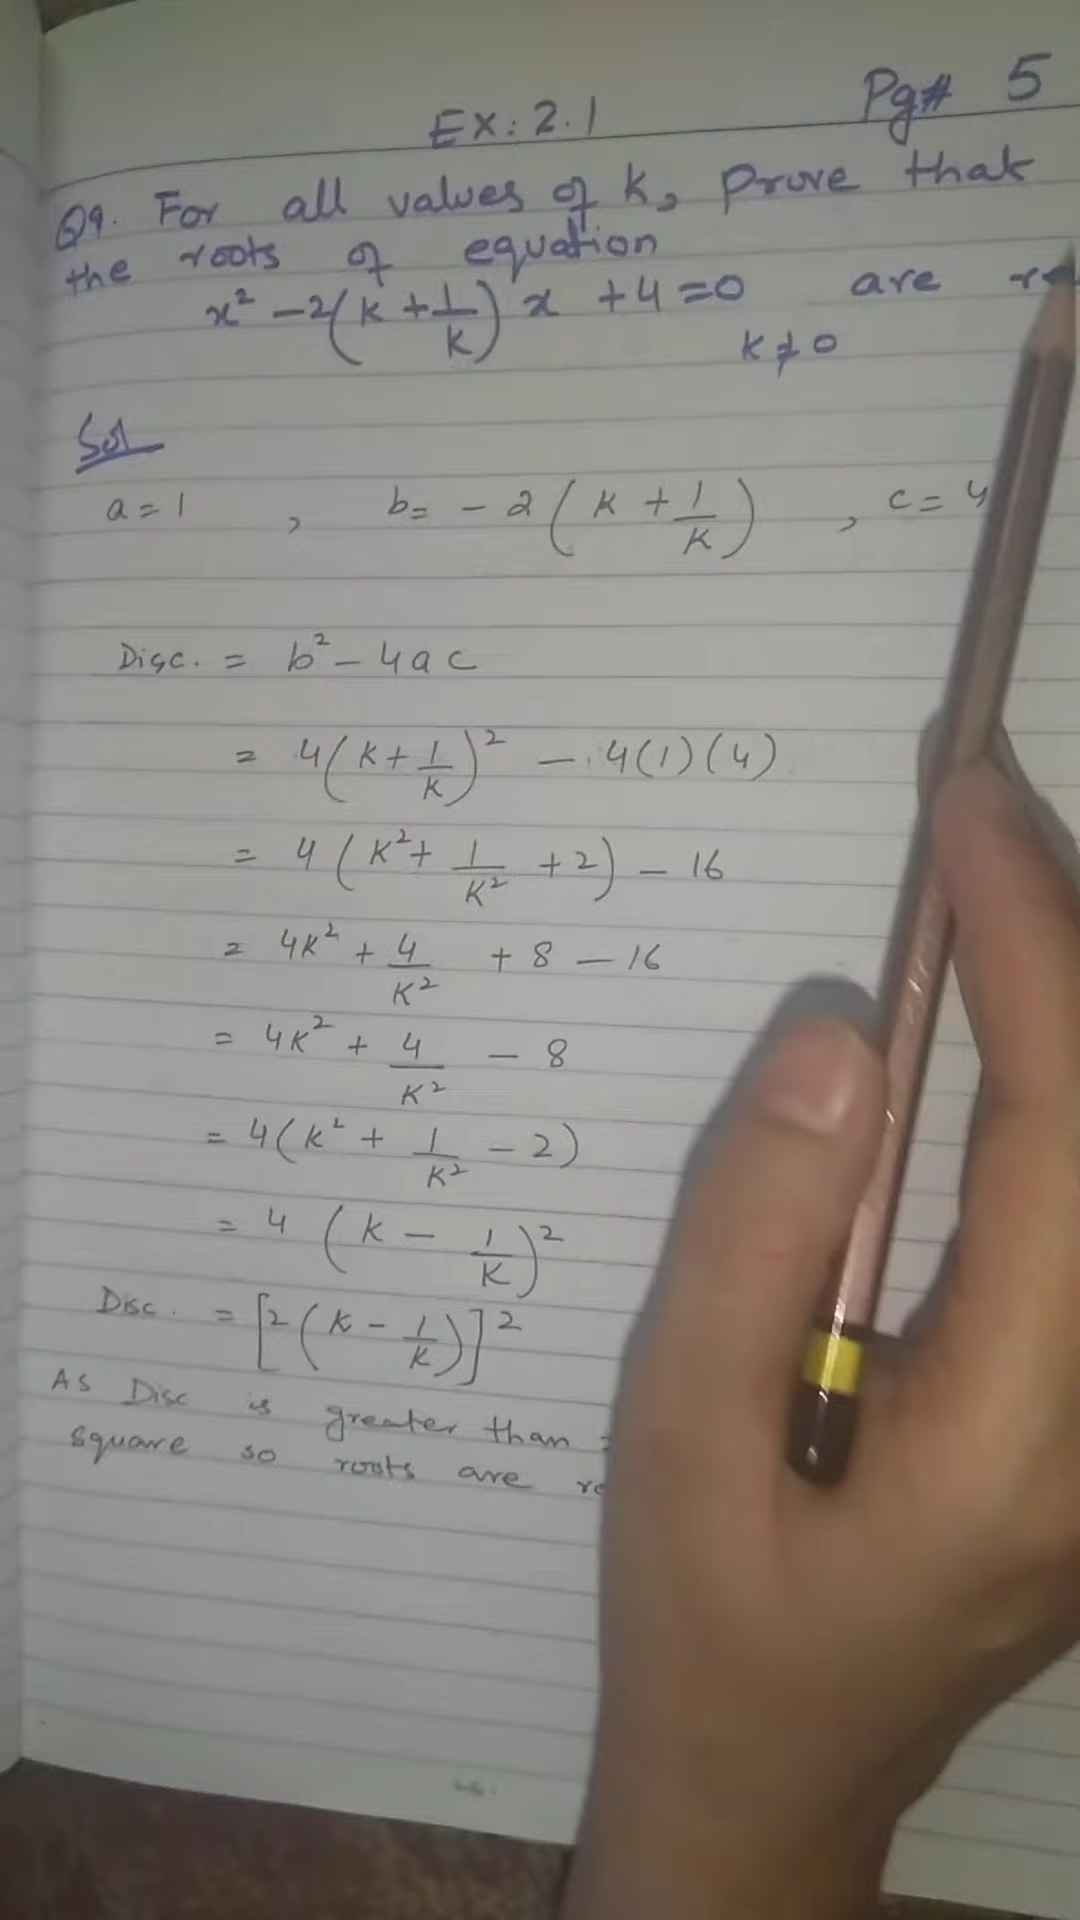 Pg# 5
Ex: 2.1
Q9. For all values of k, prove that
the roots of equation
x² - 2(k + 1/k) x + 4 = 0 are
k ≠ 0
Sol
a = 1 , b = - 2 (k + 1/k) , c = 4
Disc. = b² - 4ac
= 4(k + 1/k)² - 4(1)(4)
= 4(k² + 1/k² + 2) - 16
= 4k² + 4/k² + 8 - 16
= 4k² + 4/k² - 8
= 4(k² + 1/k² - 2)
= 4 (k - 1/k)²
Disc. = [2(k - 1/k)]²
As Disc is greater than
square so roots are